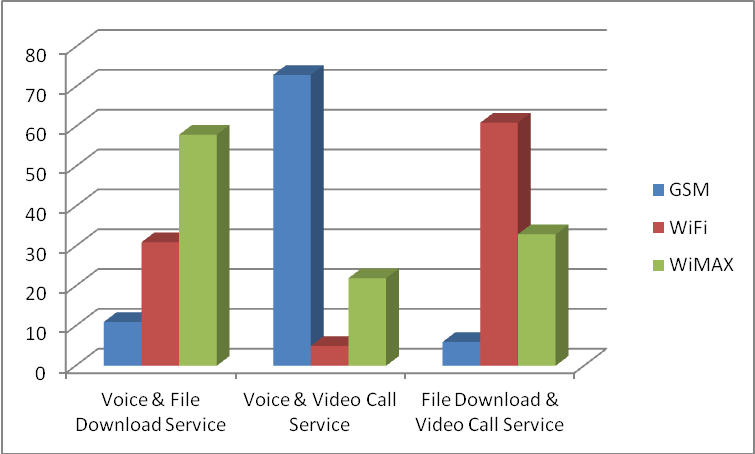 80
70
60
50
40
30
20
10
0
Voice & File
Download Service
Voice & Video Call
Service
File Download &
Video Call Service
GSM
WiFi
WiMAX